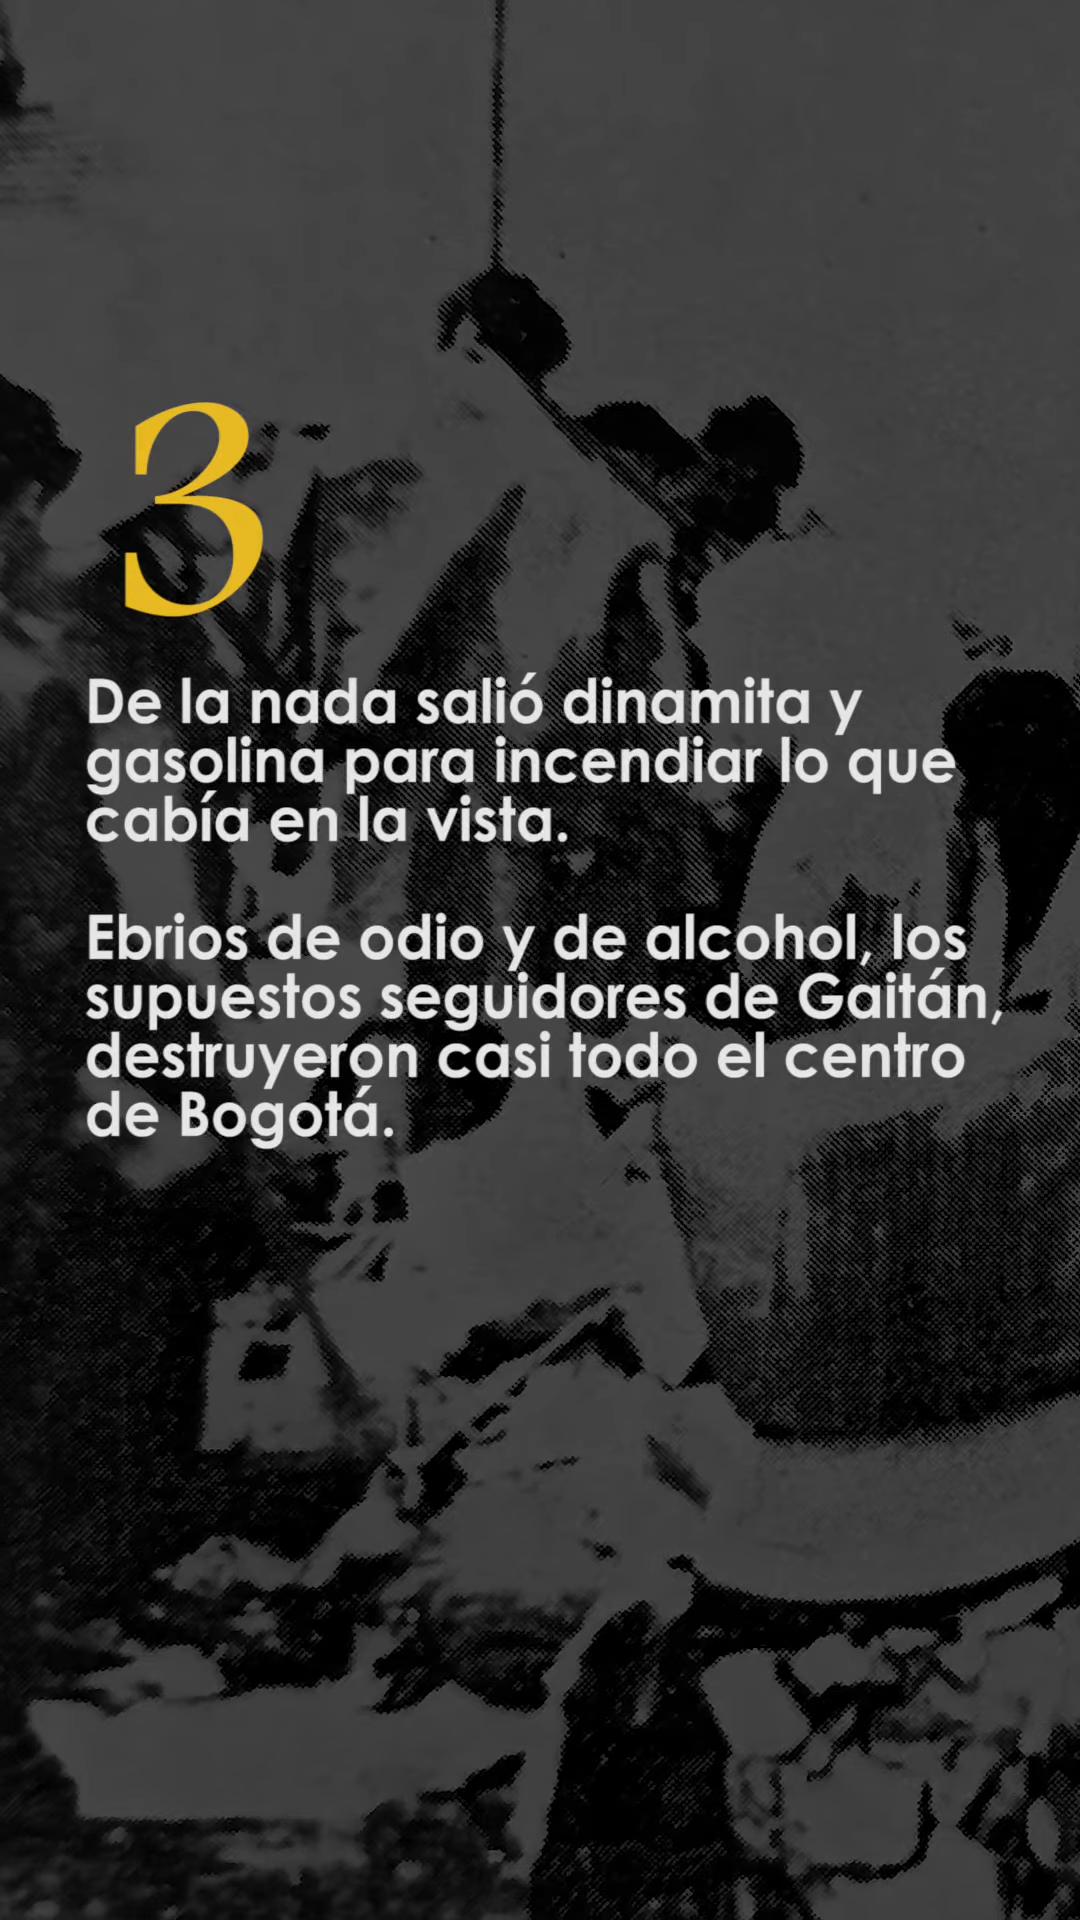 3
De la nada salió dinamita y
gasolina para incendiar lo que
cabía en la vista.
Ebrios de odio y de alcohol, los
supuestos seguidores de Gaitán,
destruyeron casi todo el centro
de Bogotá.